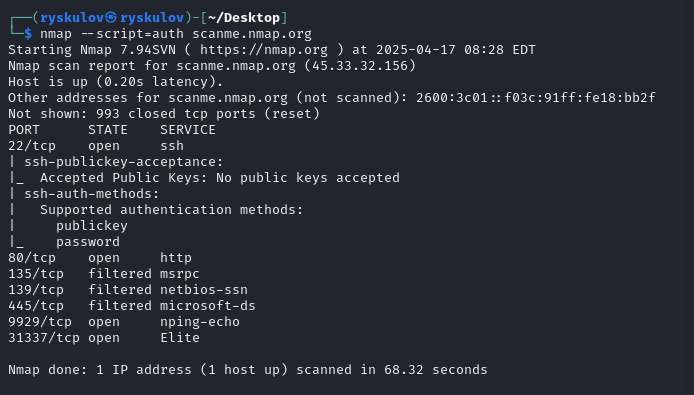 ┌──(ryskulov㉿ryskulov)-[~/Desktop]
└─$ nmap --script=auth scanme.nmap.org
Starting Nmap 7.94SVN ( https://nmap.org ) at 2025-04-17 08:28 EDT
Nmap scan report for scanme.nmap.org (45.33.32.156)
Host is up (0.20s latency).
Other addresses for scanme.nmap.org (not scanned): 2600:3c01::f03c:91ff:fe18:bb2f
Not shown: 993 closed tcp ports (reset)
PORT      STATE    SERVICE
22/tcp    open     ssh
| ssh-publickey-acceptance:
|_  Accepted Public Keys: No public keys accepted
| ssh-auth-methods:
|   Supported authentication methods:
|     publickey
|_    password
80/tcp    open     http
135/tcp   filtered msrpc
139/tcp   filtered netbios-ssn
445/tcp   filtered microsoft-ds
9929/tcp  open     nping-echo
31337/tcp open     Elite

Nmap done: 1 IP address (1 host up) scanned in 68.32 seconds